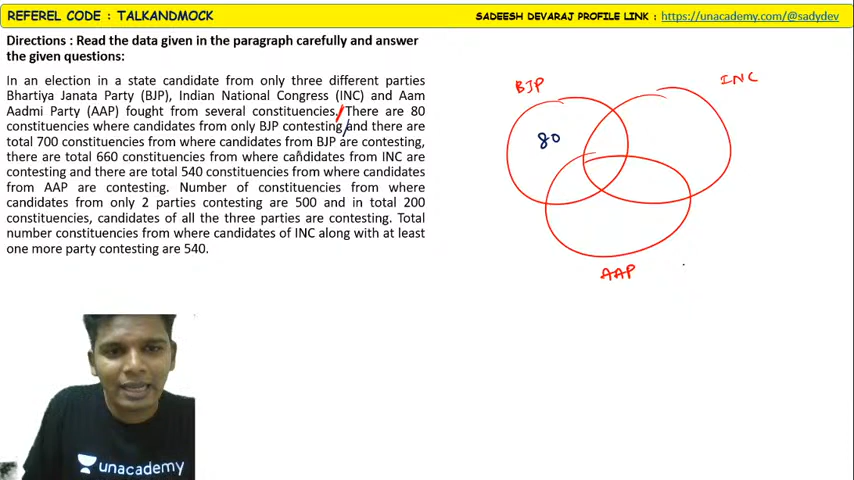 REFEREL CODE : TALKANDMOCK
SADEESH DEVARAJ PROFILE LINK : https://unacademy.com/@sadydev
Directions : Read the data given in the paragraph carefully and answer
the given questions:
In an election in a state candidate from only three different parties
Bhartiya Janata Party (BJP), Indian National Congress (INC) and Aam
Aadmi Party (AAP) fought from several constituencies. There are 80
constituencies where candidates from only BJP contesting and there are
total 700 constituencies from where candidates from BJP are contesting,
there are total 660 constituencies from where candidates from INC are
contesting and there are total 540 constituencies from where candidates
from AAP are contesting. Number of constituencies from where
candidates from only 2 parties contesting are 500 and in total 200
constituencies, candidates of all the three parties are contesting. Total
number constituencies from where candidates of INC along with at least
one more party contesting are 540.
BJP
INC
80
AAP
unacademy